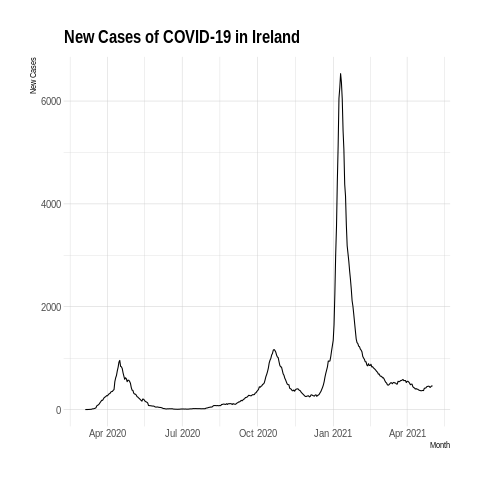 New Cases of COVID-19 in Ireland
New Cases
6000
4000
2000
0
Apr 2020
Jul 2020
Oct 2020
Jan 2021
Apr 2021
Month